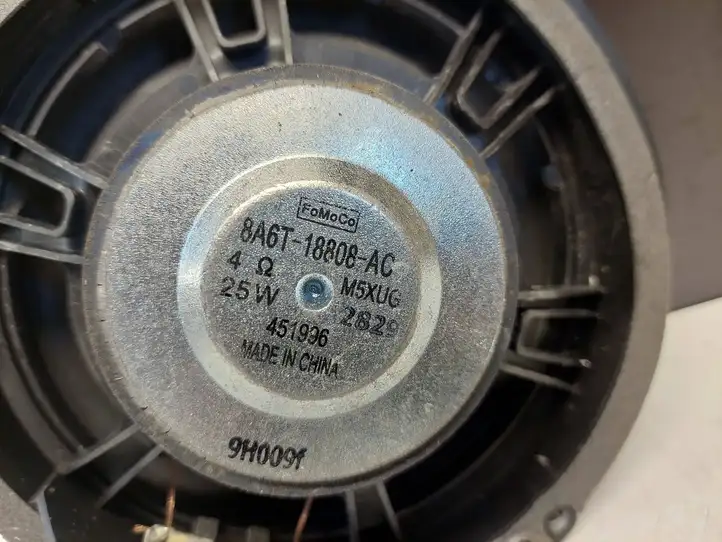 FoMoCo
8A6T-18808-AC
4 Ω
M5XUG
25W
2829
451996
MADE IN CHINA
9H009f